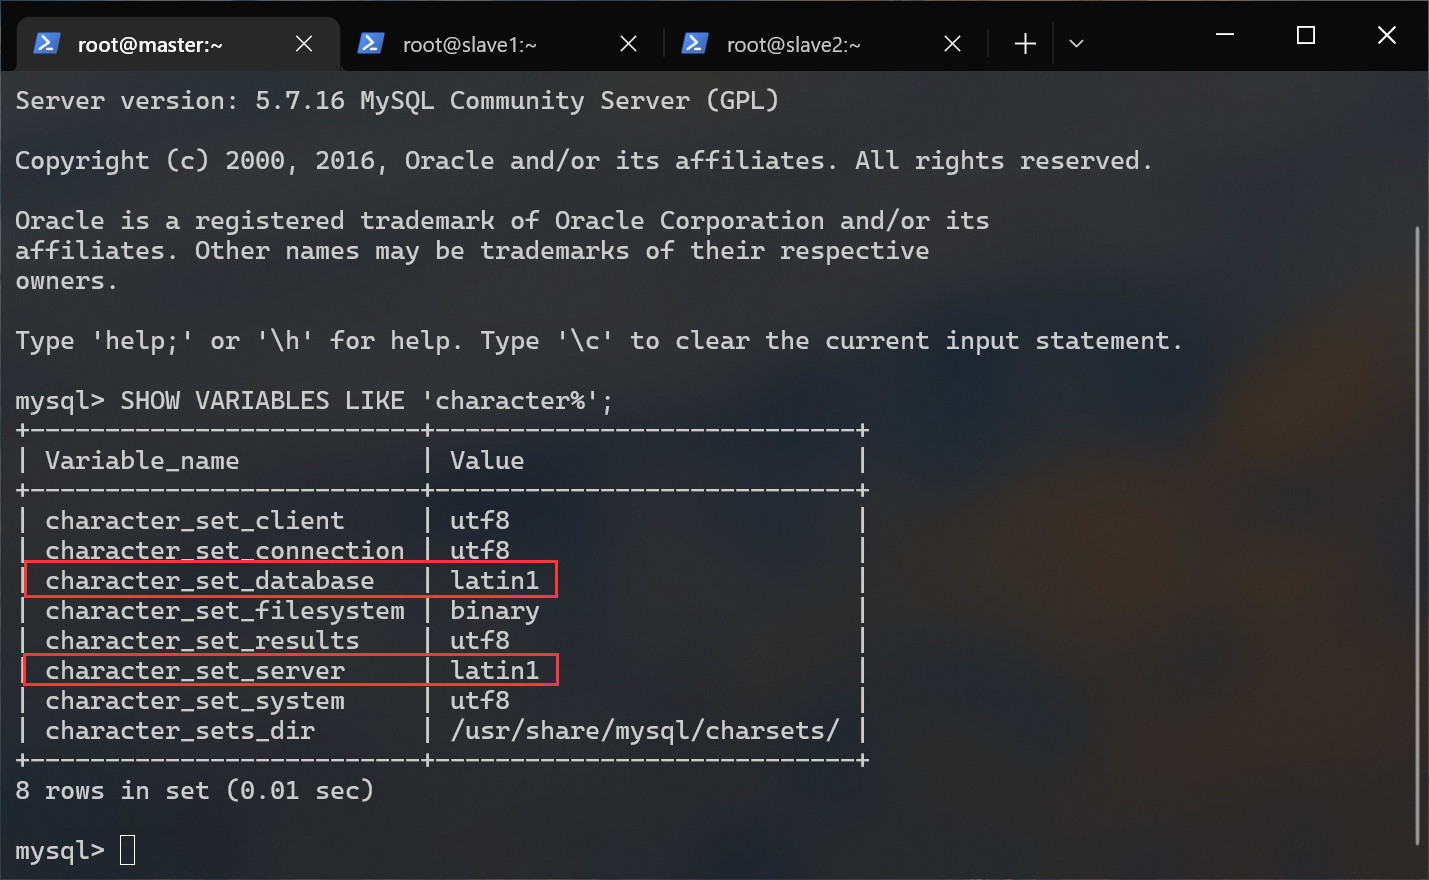 root@master:~ root@slave1:~ root@slave2:~
Server version: 5.7.16 MySQL Community Server (GPL)
Copyright (c) 2000, 2016, Oracle and/or its affiliates. All rights reserved.
Oracle is a registered trademark of Oracle Corporation and/or its
affiliates. Other names may be trademarks of their respective
owners.
Type 'help;' or '\h' for help. Type '\c' to clear the current input statement.
mysql> SHOW VARIABLES LIKE 'character%';
+--------------------------+----------------------------+
| Variable_name            | Value                      |
+--------------------------+----------------------------+
| character_set_client     | utf8                       |
| character_set_connection | utf8                       |
| character_set_database   | latin1                     |
| character_set_filesystem | binary                     |
| character_set_results    | utf8                       |
| character_set_server     | latin1                     |
| character_set_system     | utf8                       |
| character_sets_dir       | /usr/share/mysql/charsets/ |
+--------------------------+----------------------------+
8 rows in set (0.01 sec)
mysql>